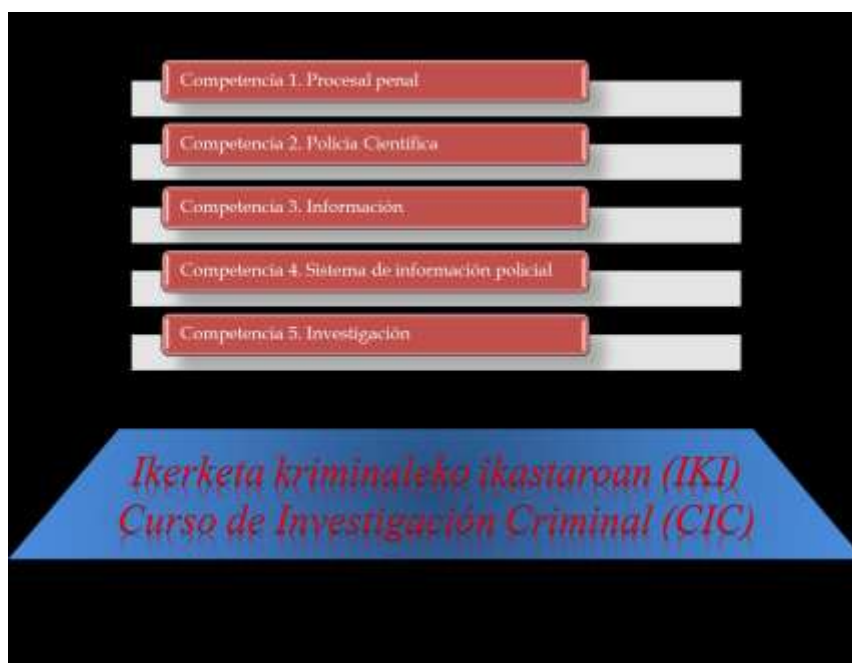 Competencia 1. Procesal penal
Competencia 2. Policía Científica
Competencia 3. Información
Competencia 4. Sistema de información policial
Competencia 5. Investigación
Ikerketa kriminaleko ikastaroan (IKI)
Curso de Investigación Criminal (CIC)